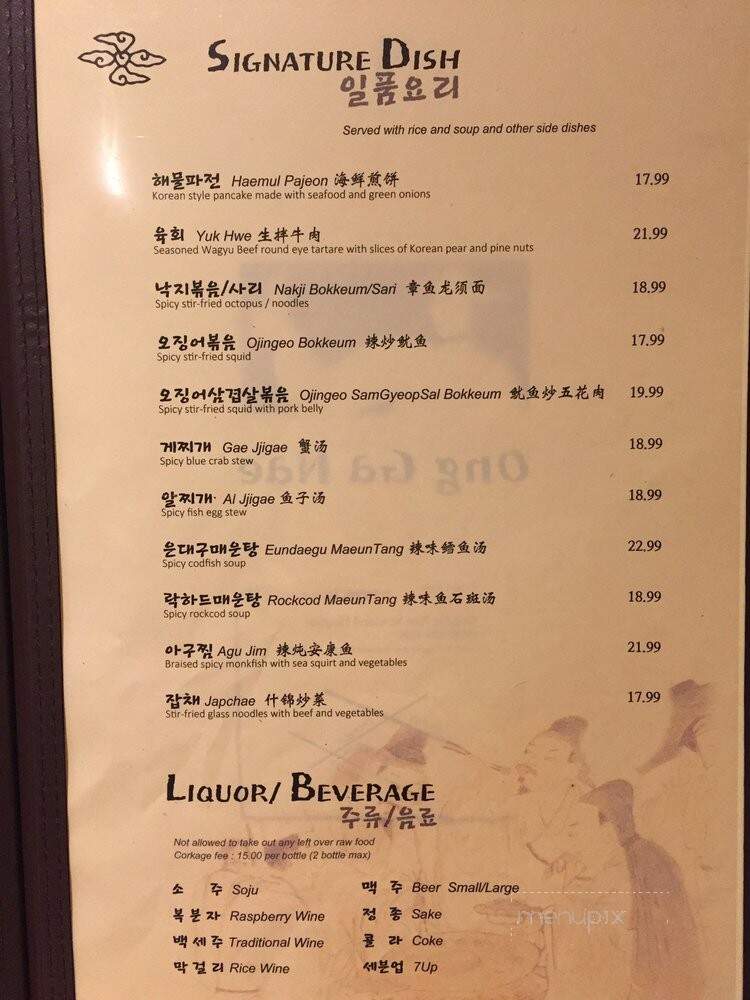 SIGNATURE DISH
일품요리
Served with rice and soup and other side dishes
해물파전 Haemul Pajeon 海鲜煎饼 17.99
Korean style pancake made with seafood and green onions
육회 Yuk Hwe 生拌牛肉 21.99
Seasoned Wagyu Beef round eye tartare with slices of Korean pear and pine nuts
낙지볶음/사리 Nakji Bokkeum/Sari 章鱼龙须面 18.99
Spicy stir-fried octopus / noodles
오징어볶음 Ojingeo Bokkeum 辣炒鱿鱼 17.99
Spicy stir-fried squid
오징어삼겹살볶음 Ojingeo SamGyeopSal Bokkeum 鱿鱼炒五花肉 19.99
Spicy stir-fried squid with pork belly
게찌개 Gae Jjigae 蟹汤 18.99
Spicy blue crab stew
알찌개 Al Jjigae 鱼子汤 18.99
Spicy fish egg stew
은대구매운탕 Eundaegu MaeunTang 辣味鳕鱼汤 22.99
Spicy codfish soup
락하드매운탕 Rockcod MaeunTang 辣味鱼石斑汤 18.99
Spicy rockcod soup
아구찜 Agu Jim 辣炖安康鱼 21.99
Braised spicy monkfish with sea squirt and vegetables
잡채 Japchae 什锦炒菜 17.99
Stir-fried glass noodles with beef and vegetables
Ong Ga Nae
LIQUOR/ BEVERAGE
주류/음료
Not allowed to take out any left over raw food
Corkage fee : 15.00 per bottle (2 bottle max)
소 주 Soju 맥 주 Beer Small/Large
복 분 자 Raspberry Wine 정 종 Sake
백 세 주 Traditional Wine 콜 라 Coke
막 걸 리 Rice Wine 세븐업 7Up
menupix